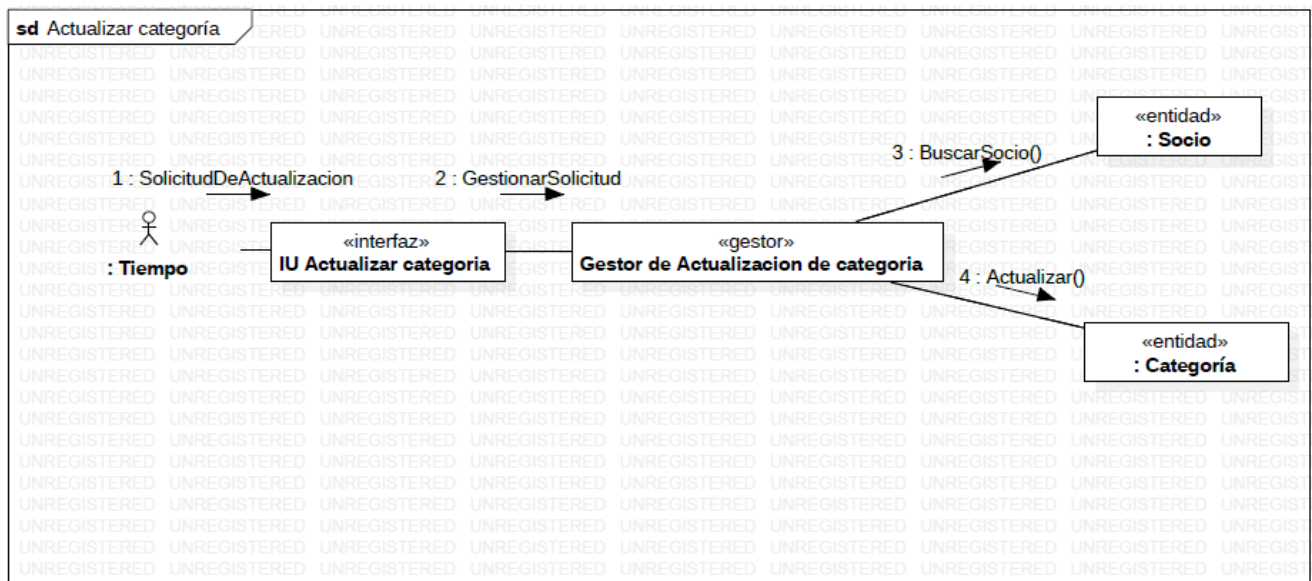 sd Actualizar categoría
«entidad»
: Socio
3 : BuscarSocio()
1 : SolicitudDeActualizacion
2 : GestionarSolicitud
: Tiempo
«interfaz»
IU Actualizar categoria
«gestor»
Gestor de Actualizacion de categoria
4 : Actualizar()
«entidad»
: Categoría
UNREGISTERED